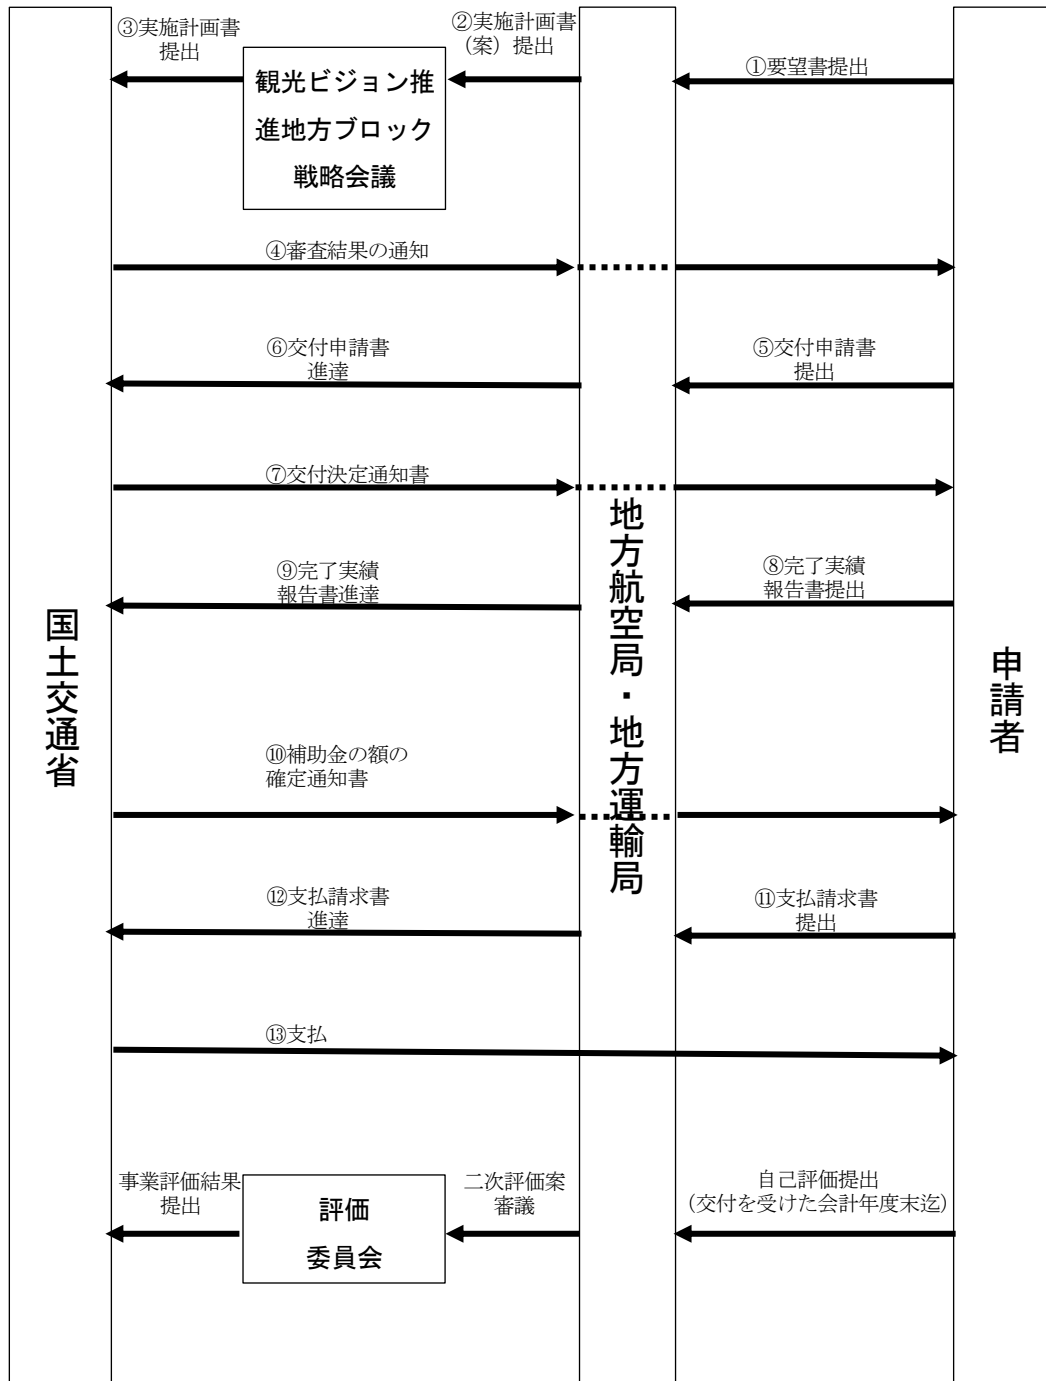 ③実施計画書
提出
②実施計画書
（案）提出
①要望書提出
観光ビジョン推
進地方ブロック
戦略会議
④審査結果の通知
⑥交付申請書
進達
⑤交付申請書
提出
⑦交付決定通知書
⑨完了実績
報告書進達
⑧完了実績
報告書提出
国土交通省
地方航空局・地方運輸局
申請者
⑩補助金の額の
確定通知書
⑫支払請求書
進達
⑪支払請求書
提出
⑬支払
事業評価結果
提出
評価
委員会
二次評価案
審議
自己評価提出
（交付を受けた会計年度末迄）